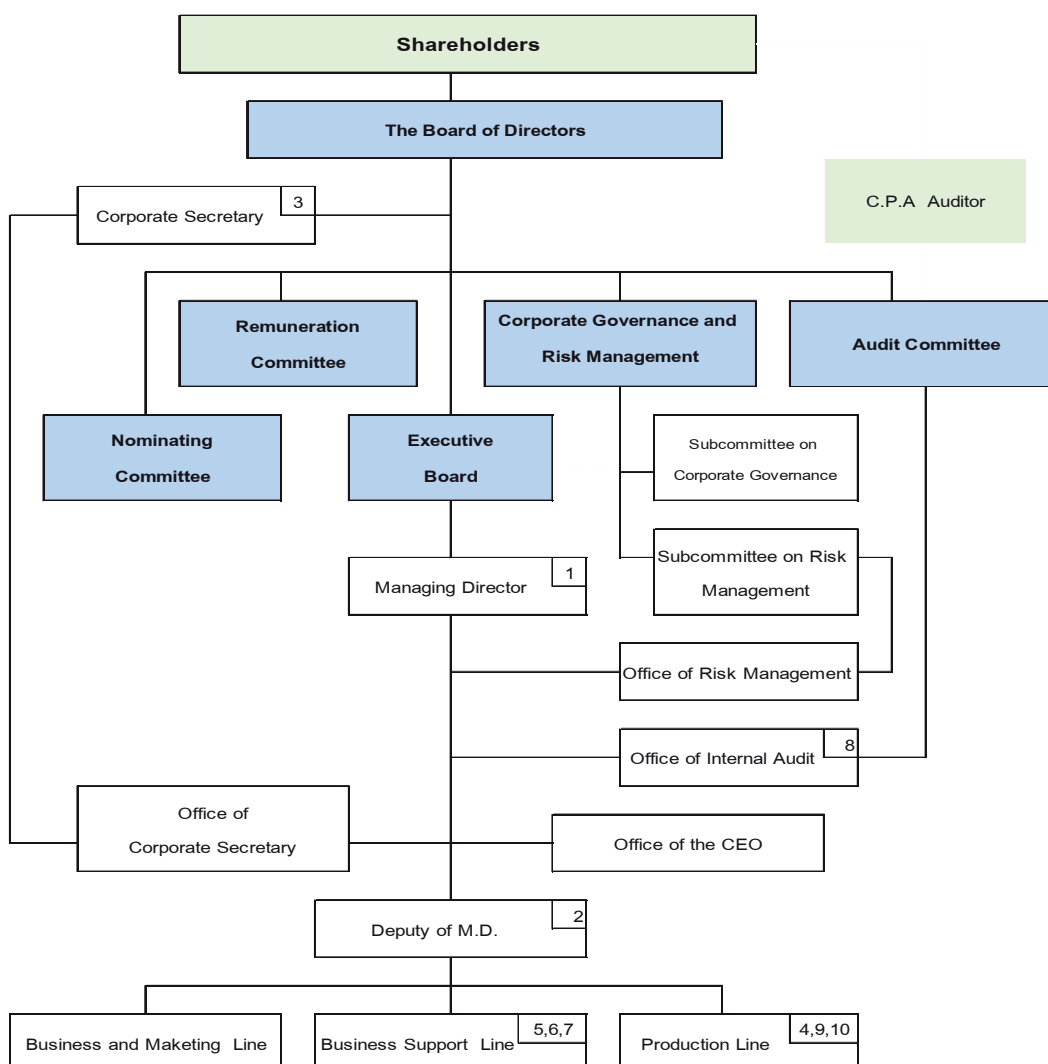 Shareholders
The Board of Directors
3
Corporate Secretary
C.P.A Auditor
Remuneration
Committee
Corporate Governance and
Risk Management
Audit Committee
Nominating
Committee
Executive
Board
Subcommittee on
Corporate Governance
1
Managing Director
Subcommittee on Risk
Management
Office of Risk Management
8
Office of Internal Audit
Office of
Corporate Secretary
Office of the CEO
2
Deputy of M.D.
Business and Maketing Line
5,6,7
Business Support Line
4,9,10
Production Line